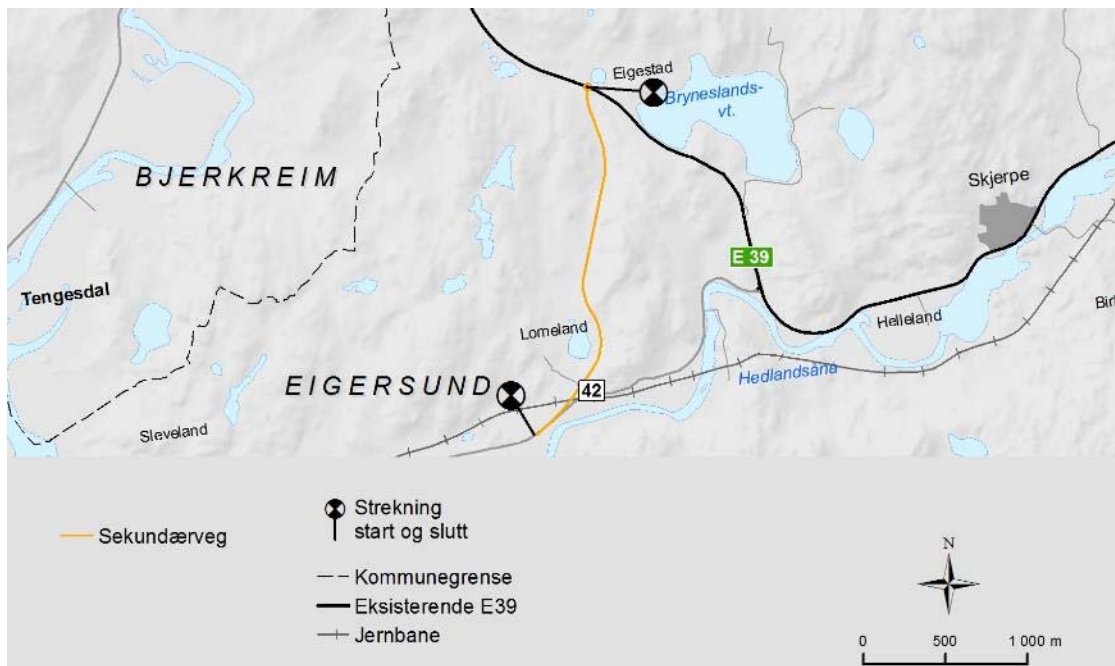 Eigestad
Bryneslands-
vt.
BJERKREIM
Skjerpe
E 39
Tengesdal
Lomeland
Helleland
EIGERSUND
42
Hedlandsåna
Sleveland
Sekundærveg
Strekning
start og slutt
Kommunegrense
Eksisterende E39
Jernbane
N
0 500 1 000 m